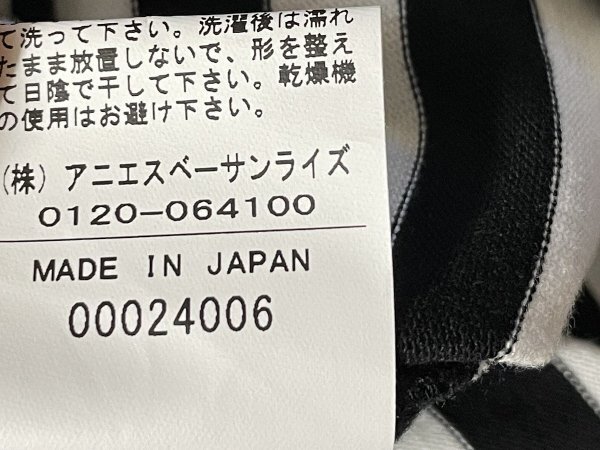 て洗って下さい。洗濯後は濡れ
たまま放置しないで、形を整え
て日陰で干して下さい。乾燥機
の使用はお避け下さい。
(株) アニエスベーサンライズ
0120-064100
MADE IN JAPAN
00024006